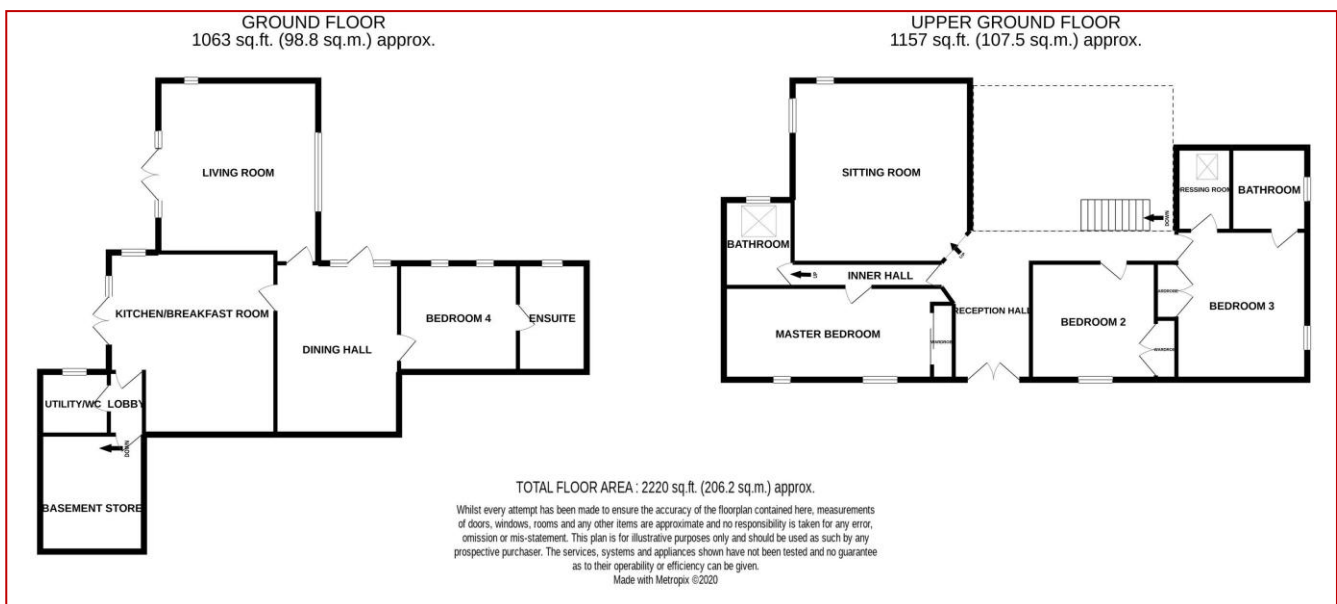 GROUND FLOOR
1063 sq.ft. (98.8 sq.m.) approx.
LIVING ROOM
KITCHEN/BREAKFAST ROOM
DINING HALL
BEDROOM 4
ENSUITE
UTILITY/WC
LOBBY
DOWN
BASEMENT STORE
UPPER GROUND FLOOR
1157 sq.ft. (107.5 sq.m.) approx.
SITTING ROOM
RESSING ROOM
BATHROOM
DOWN
BATHROOM
UP
INNER HALL
UP
MASTER BEDROOM
WARDROBE
RECEPTION HALL
BEDROOM 2
WARDROBE
WARDROBE
BEDROOM 3
TOTAL FLOOR AREA : 2220 sq.ft. (206.2 sq.m.) approx.
Whilst every attempt has been made to ensure the accuracy of the floorplan contained here, measurements
of doors, windows, rooms and any other items are approximate and no responsibility is taken for any error,
omission or mis-statement. This plan is for illustrative purposes only and should be used as such by any
prospective purchaser. The services, systems and appliances shown have not been tested and no guarantee
as to their operability or efficiency can be given.
Made with Metropix ©2020